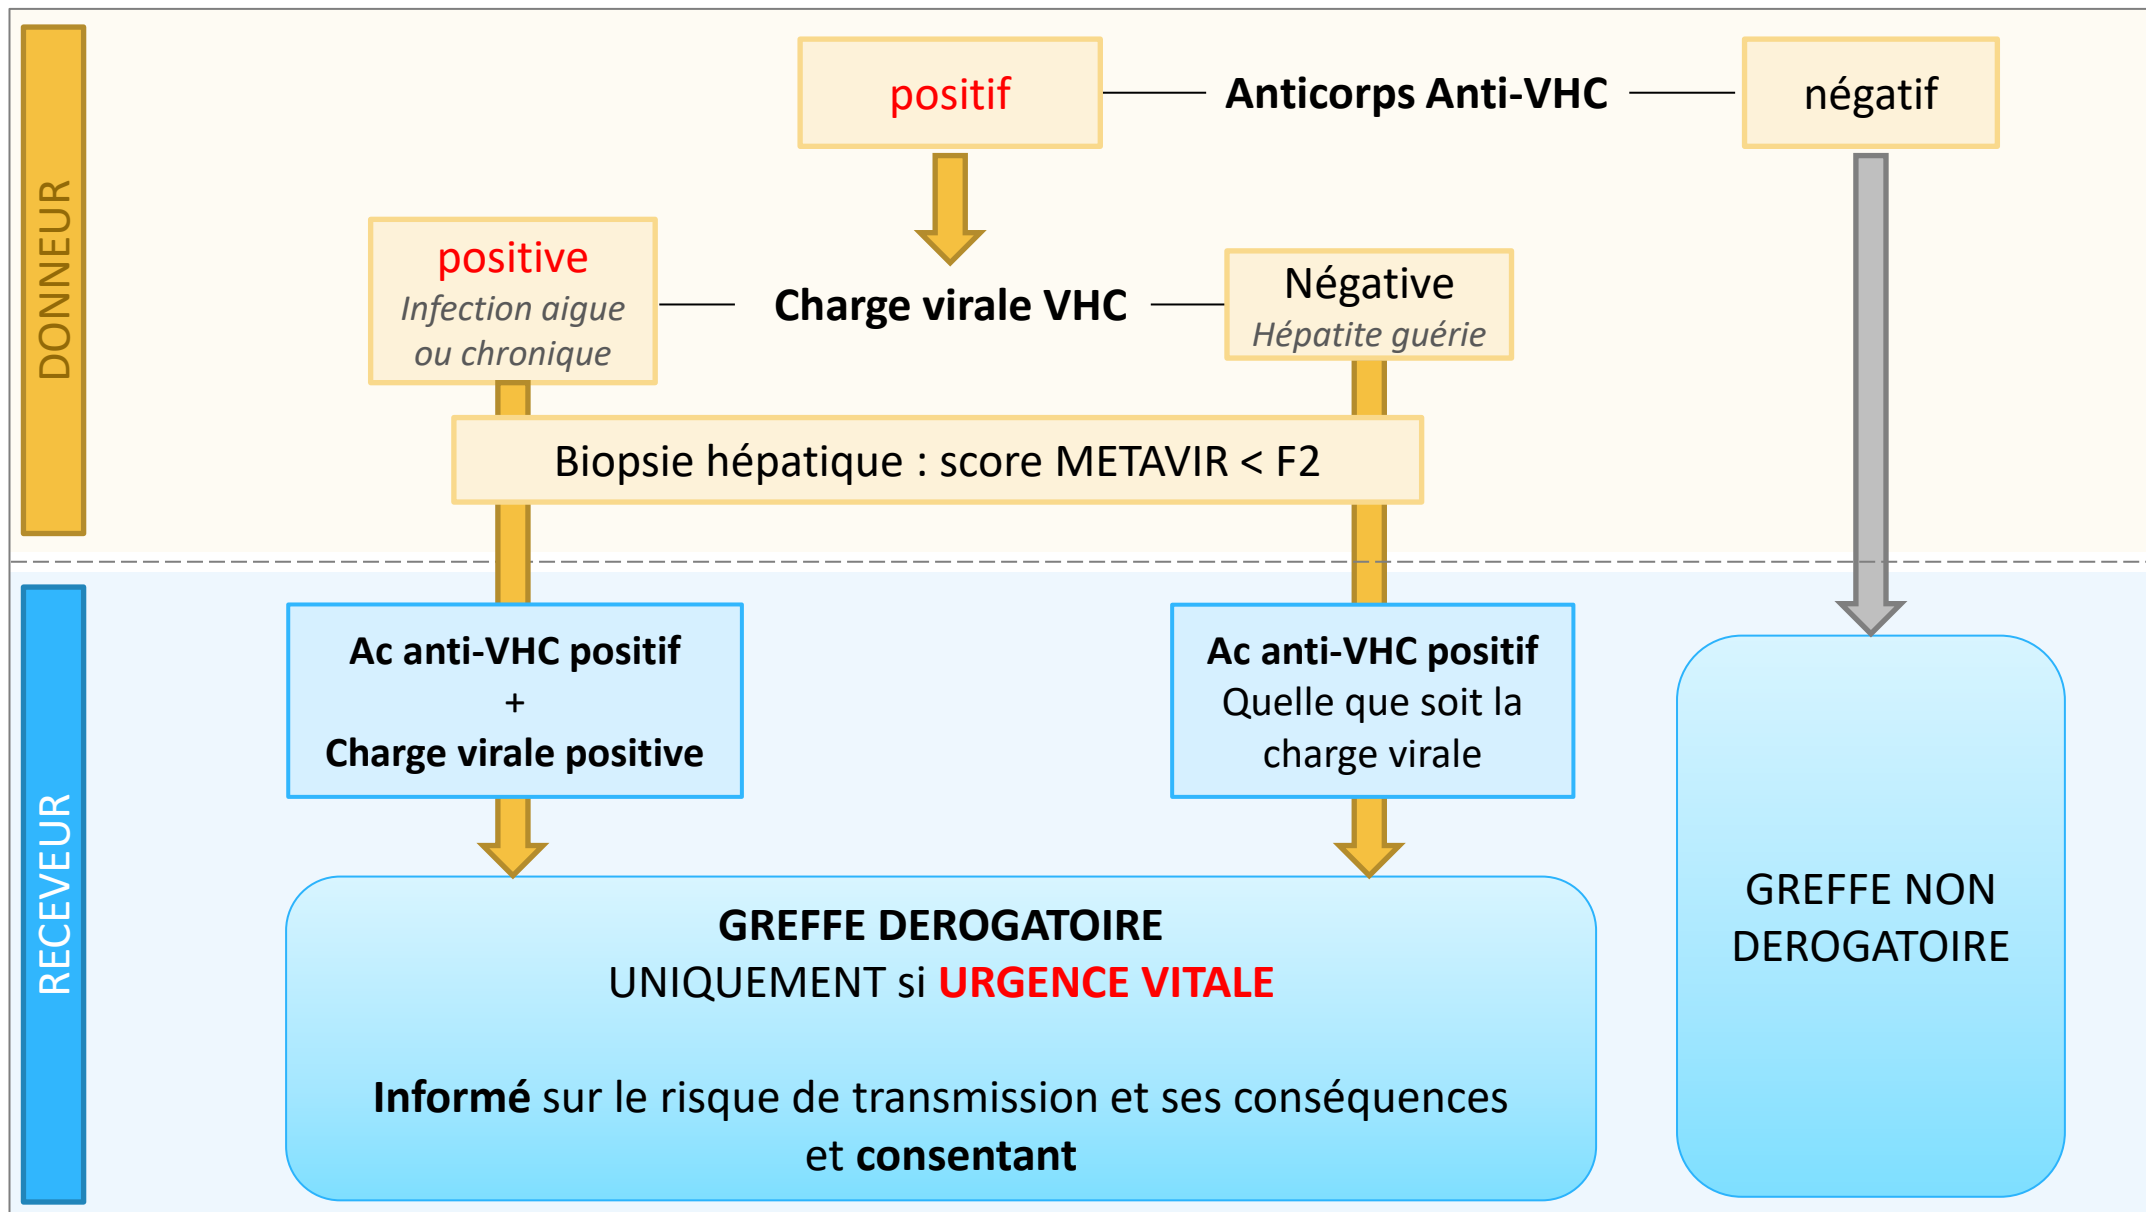 DONNEUR
positif
Anticorps Anti-VHC
négatif
positive
Infection aigue
ou chronique
Charge virale VHC
Négative
Hépatite guérie
Biopsie hépatique : score METAVIR < F2
RECEVEUR
Ac anti-VHC positif
+
Charge virale positive
Ac anti-VHC positif
Quelle que soit la
charge virale
GREFFE DEROGATOIRE
UNIQUEMENT si URGENCE VITALE
Informé sur le risque de transmission et ses conséquences
et consentant
GREFFE NON
DEROGATOIRE